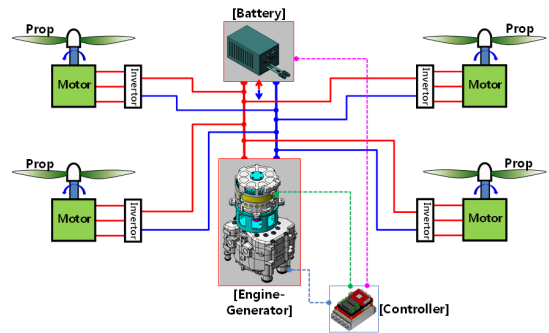 [Battery]
Prop
Motor
Invertor
Invertor
Motor
Prop
Prop
Motor
Invertor
Invertor
Motor
Prop
[Engine-
Generator]
[Controller]